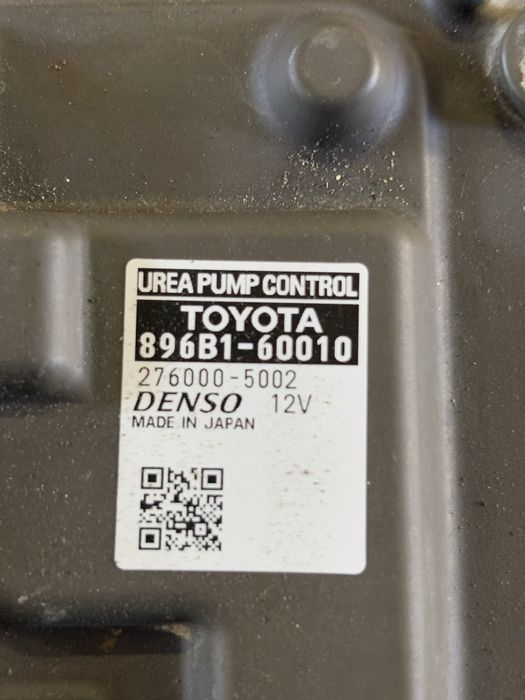 UREA PUMP CONTROL
TOYOTA
896B1-60010
276000-5002
DENSO 12V
MADE IN JAPAN